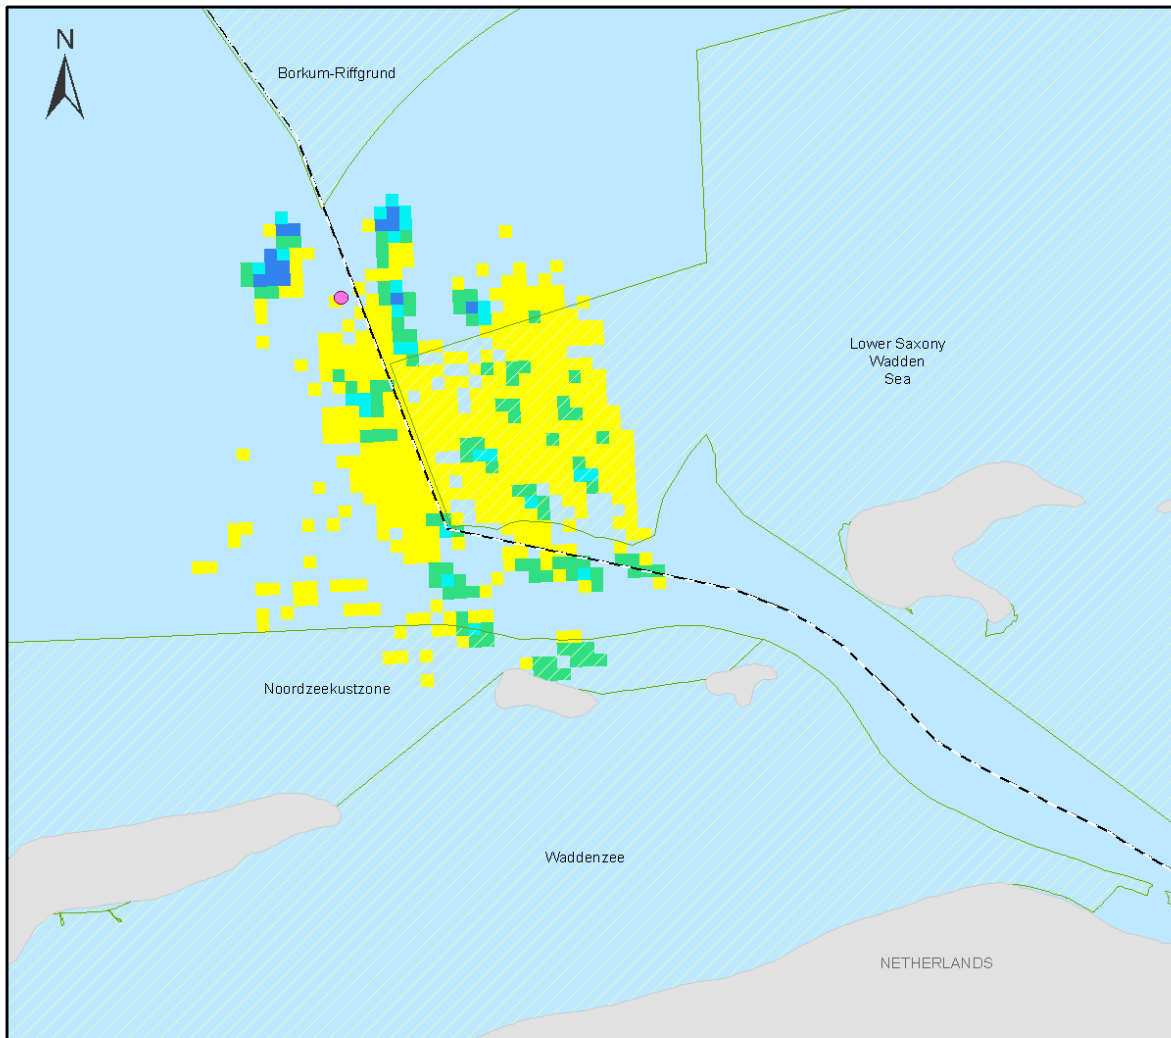 N
Borkum-Riffgrund
Lower Saxony
Wadden
Sea
Noordzeekustzone
Waddenzee
NETHERLANDS